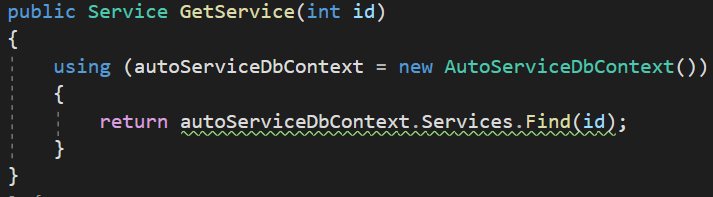 public Service GetService(int id)
{
    using (autoServiceDbContext = new AutoServiceDbContext())
    {
        return autoServiceDbContext.Services.Find(id);
    }
}